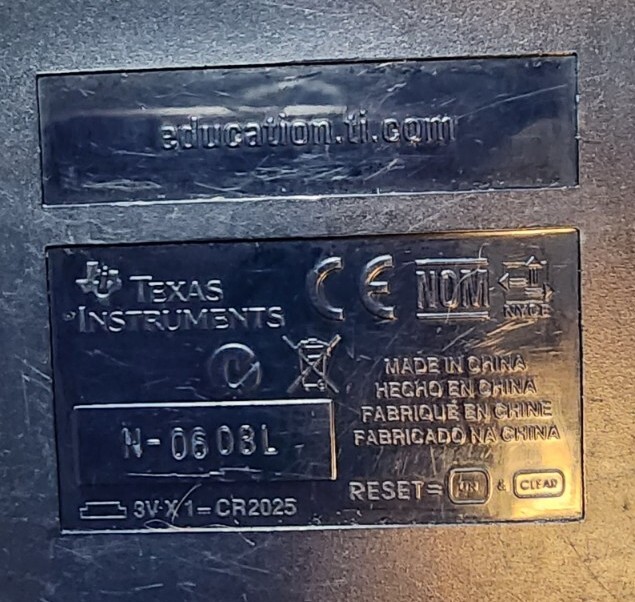 education.ti.com
TEXAS
INSTRUMENTS
CE
NOM
NYCE
MADE IN CHINA
HECHO EN CHINA
FABRIQUÉ EN CHINE
FABRICADO NA CHINA
N-0608L
RESET= ON & CLEAR
3V X 1-CR2025